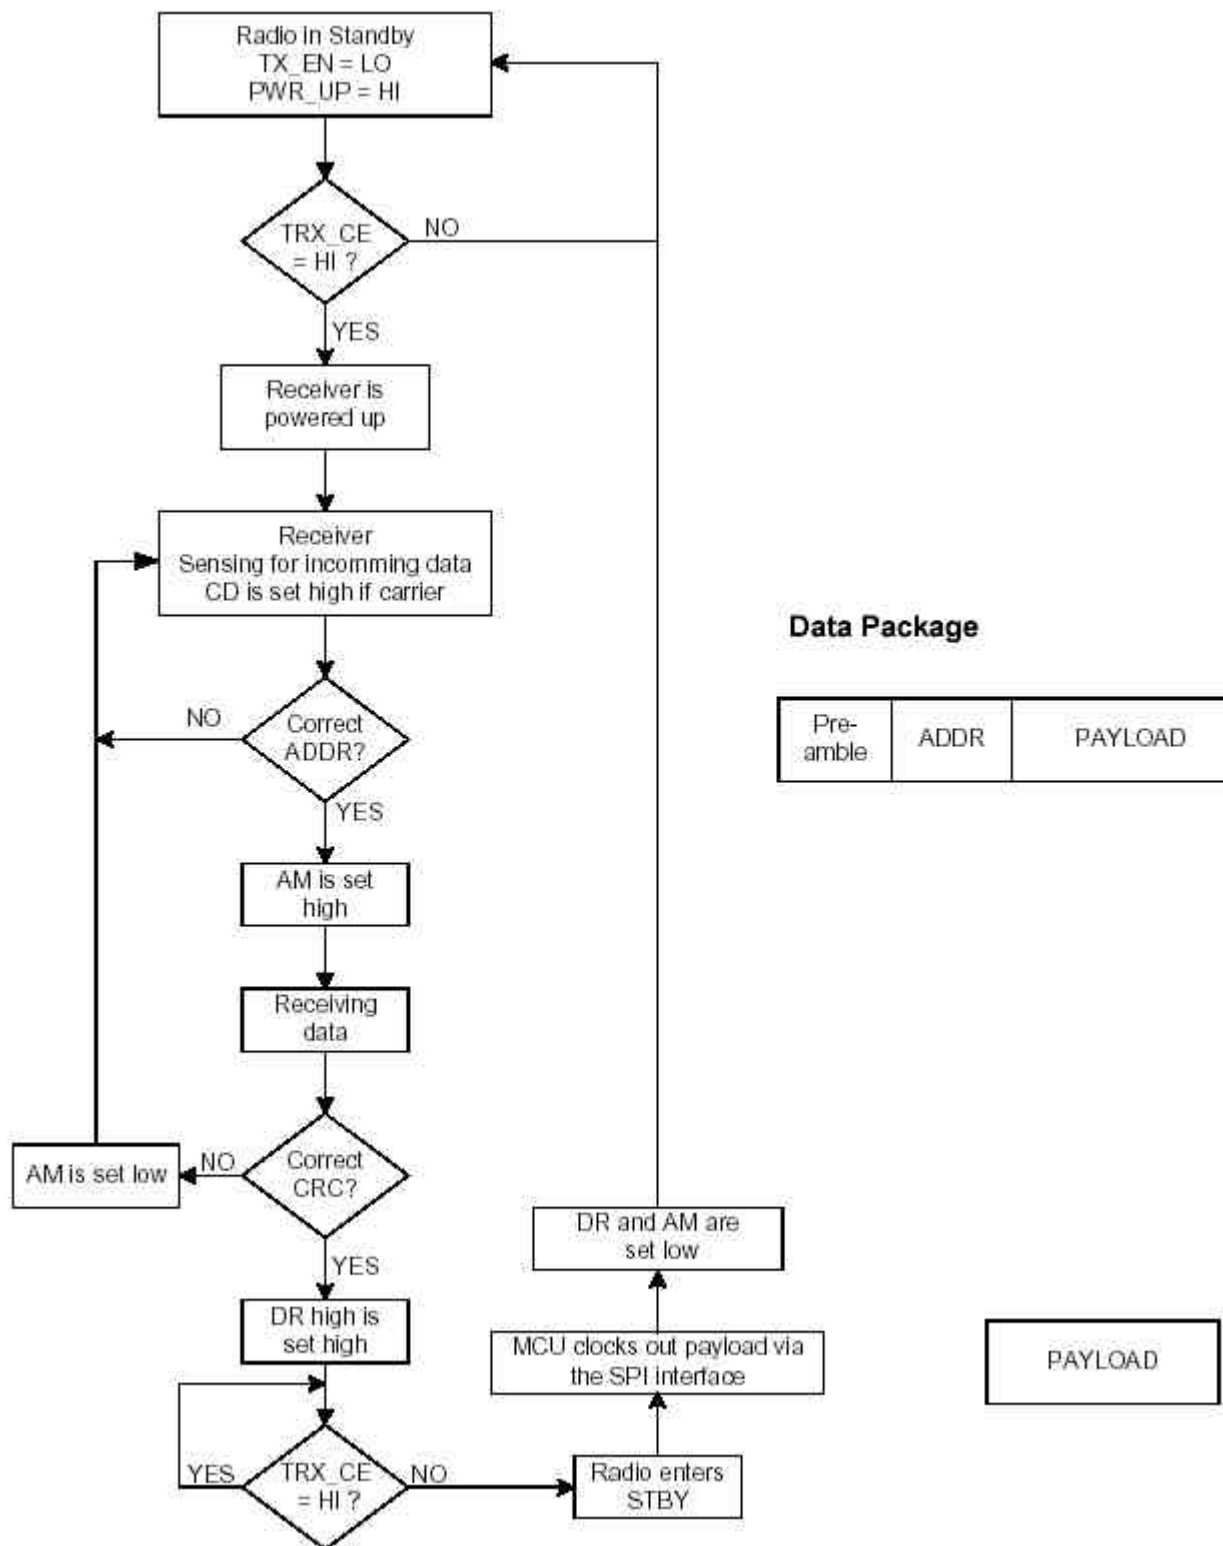 Radio in Standby
TX_EN = LO
PWR_UP = HI
TRX_CE
= HI ?
NO
YES
Receiver is
powered up
Receiver
Sensing for incomming data
CD is set high if carrier
Correct
ADDR?
NO
YES
AM is set
high
Receiving
data
Correct
CRC?
NO
AM is set low
YES
DR high is
set high
TRX_CE
= HI ?
YES
NO
Radio enters
STBY
MCU clocks out payload via
the SPI interface
DR and AM are
set low
Data Package
Pre-
amble
ADDR
PAYLOAD
PAYLOAD